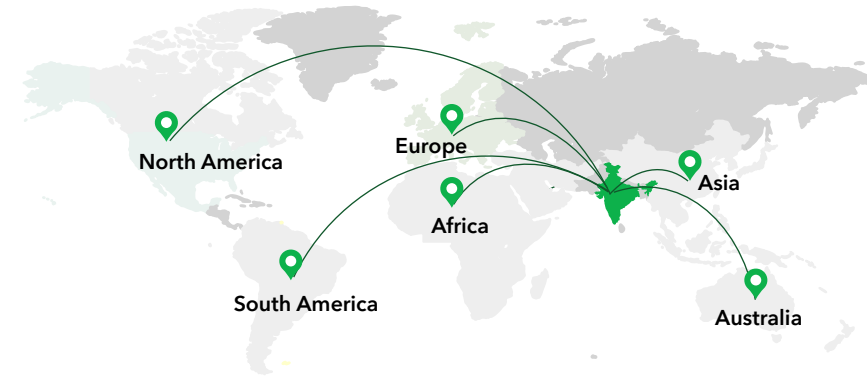 Europe
North America
Asia
Africa
South America
Australia